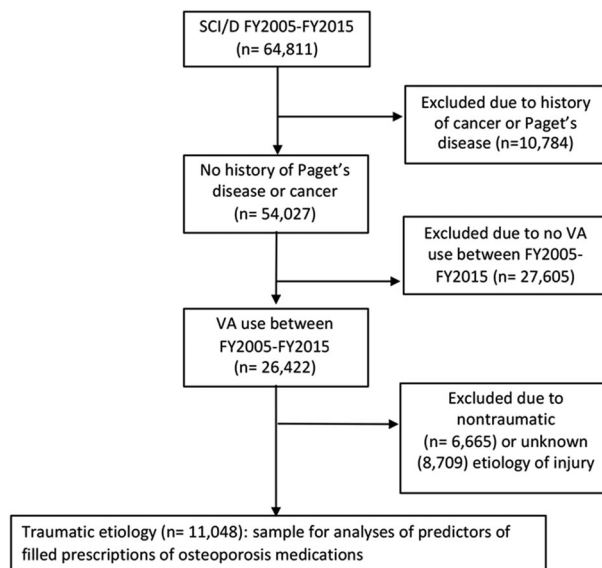 SCI/D FY2005-FY2015
(n= 64,811)
Excluded due to history
of cancer or Paget's
disease (n=10,784)
No history of Paget's
disease or cancer
(n= 54,027)
Excluded due to no VA
use between FY2005-
FY2015 (n= 27,605)
VA use between
FY2005-FY2015
(n= 26,422)
Excluded due to
nontraumatic
(n= 6,665) or unknown
(8,709) etiology of injury
Traumatic etiology (n= 11,048): sample for analyses of predictors of
filled prescriptions of osteoporosis medications